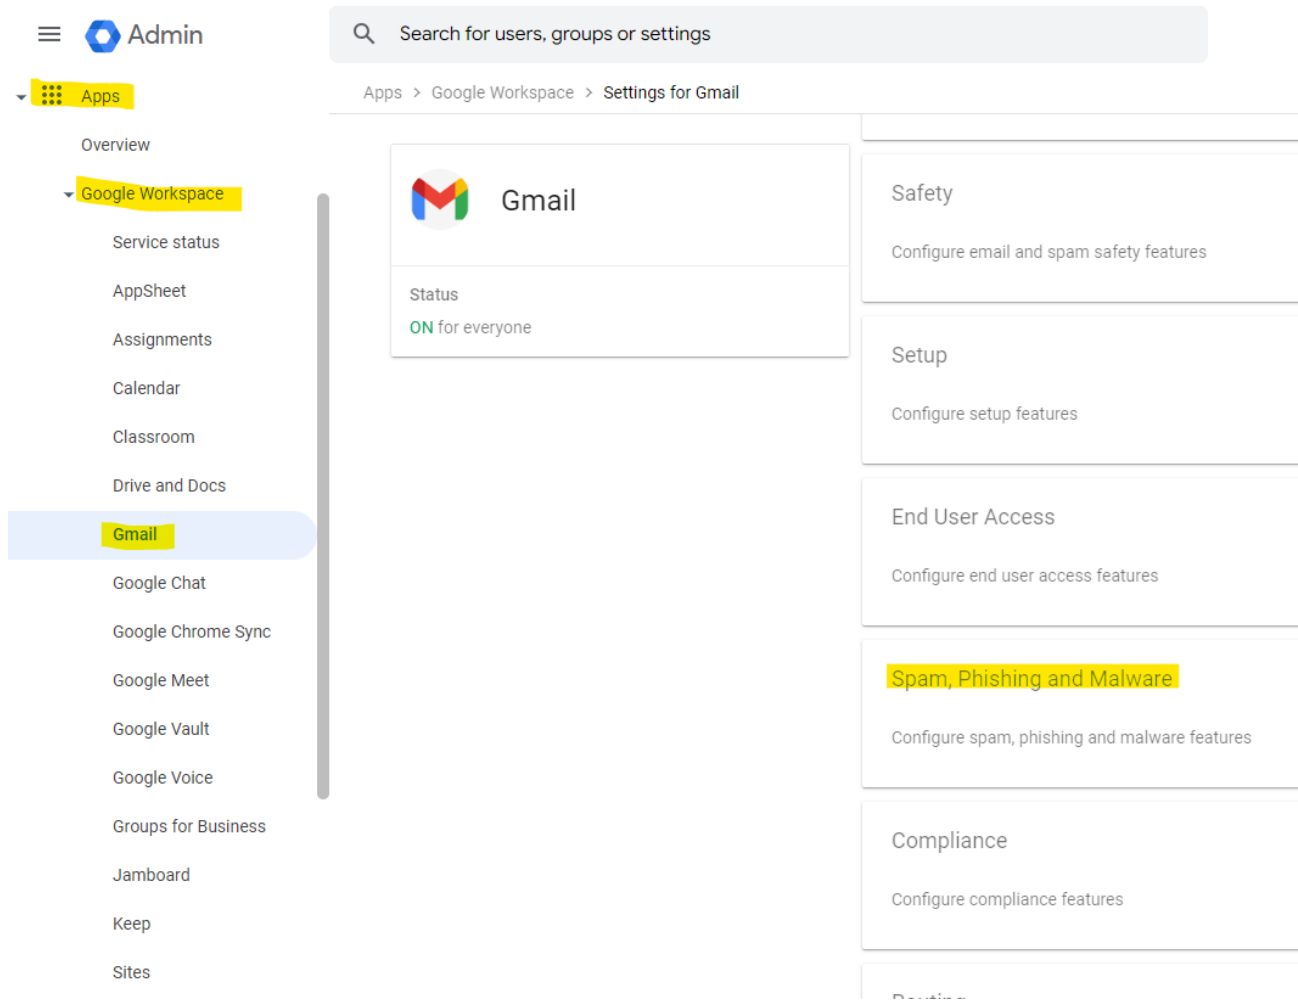 Admin
Search for users, groups or settings
Apps
Overview
Google Workspace
Service status
AppSheet
Assignments
Calendar
Classroom
Drive and Docs
Gmail
Google Chat
Google Chrome Sync
Google Meet
Google Vault
Google Voice
Groups for Business
Jamboard
Keep
Sites
Apps > Google Workspace > Settings for Gmail
Gmail
Status
ON for everyone
Safety
Configure email and spam safety features
Setup
Configure setup features
End User Access
Configure end user access features
Spam, Phishing and Malware
Configure spam, phishing and malware features
Compliance
Configure compliance features